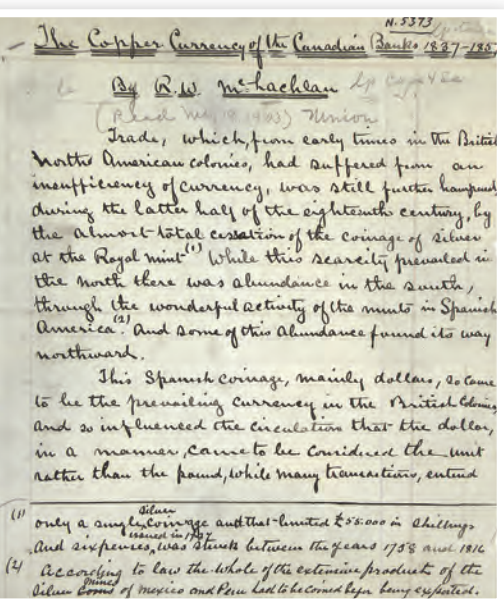 N.5373
The Copper Currency of the Canadian Banks 1837-185
By R.W. McLachlan
(Read May 19 1903) Union
Trade, which, from early times in the British
North American colonies, had suffered from an
insufficiency of currency, was still further hampered
during the latter half of the eighteenth century, by
the almost total cessation of the coinage of silver
at the Royal mint (1) While this scarcity prevailed in
the north there was abundance in the south,
through the wonderful activity of the mints in Spanish
America (2). And some of this abundance found its way
northward.
This Spanish coinage, mainly dollars, so came
to be the prevailing currency in the British Colonies
and so influenced the circulation that the dollar,
in a manner, came to be considered the unit
rather than the pound, while many transactions, entered
(1) only a single silver coinage and that limited £55.000 in shillings
And sixpenses, issued in 1787 was struck between the years 1758 and 1816
(2) According to law the whole of the extensive products of the
silver mines of Mexico and Peru had to be coined before being exported.